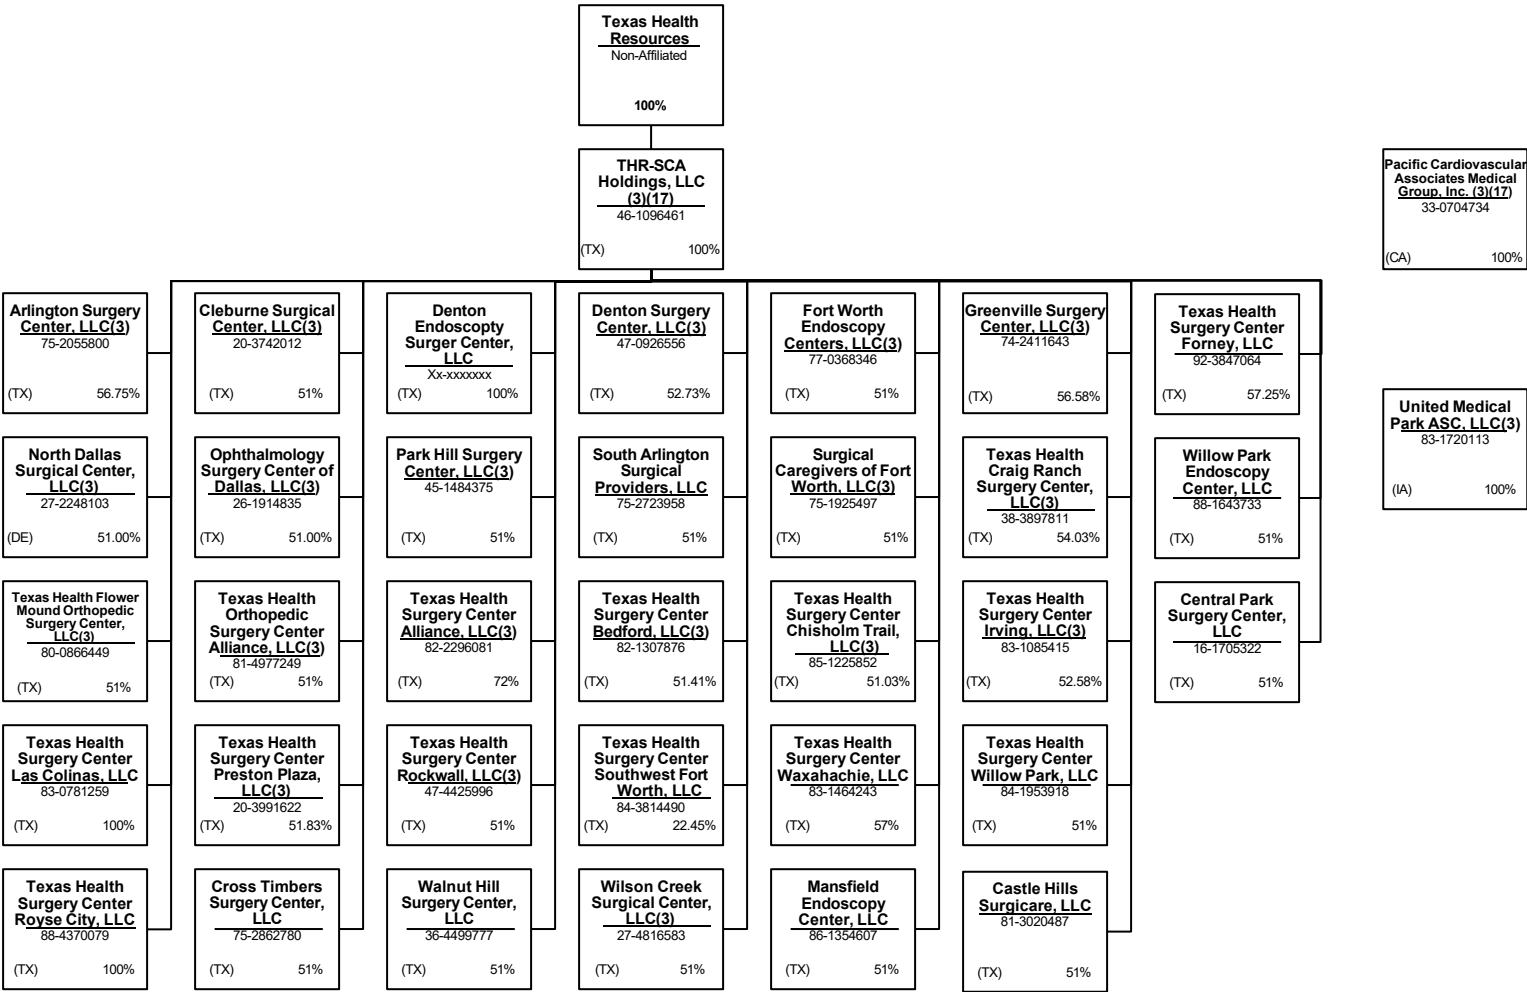 Texas Health
Resources
Non-Affiliated
100%
THR-SCA
Holdings, LLC
(3)(17)
46-1096461
(TX) 100%
Pacific Cardiovascular
Associates Medical
Group, Inc. (3)(17)
33-0704734
(CA) 100%
Arlington Surgery
Center, LLC(3)
75-2055800
(TX) 56.75%
Cleburne Surgical
Center, LLC(3)
20-3742012
(TX) 51%
Denton
Endoscopty
Surger Center,
LLC
Xx-xxxxxxx
(TX) 100%
Denton Surgery
Center, LLC(3)
47-0926556
(TX) 52.73%
Fort Worth
Endoscopy
Centers, LLC(3)
77-0368346
(TX) 51%
Greenville Surgery
Center, LLC(3)
74-2411643
(TX) 56.58%
Texas Health
Surgery Center
Forney, LLC
92-3847064
(TX) 57.25%
United Medical
Park ASC, LLC(3)
83-1720113
(IA) 100%
North Dallas
Surgical Center,
LLC(3)
27-2248103
(DE) 51.00%
Ophthalmology
Surgery Center of
Dallas, LLC(3)
26-1914835
(TX) 51.00%
Park Hill Surgery
Center, LLC(3)
45-1484375
(TX) 51%
South Arlington
Surgical
Providers, LLC
75-2723958
(TX) 51%
Surgical
Caregivers of Fort
Worth, LLC(3)
75-1925497
(TX) 51%
Texas Health
Craig Ranch
Surgery Center,
LLC(3)
38-3897811
(TX) 54.03%
Willow Park
Endoscopy
Center, LLC
88-1643733
(TX) 51%
Texas Health Flower
Mound Orthopedic
Surgery Center,
LLC(3)
80-0866449
(TX) 51%
Texas Health
Orthopedic
Surgery Center
Alliance, LLC(3)
81-4977249
(TX) 51%
Texas Health
Surgery Center
Alliance, LLC(3)
82-2296081
(TX) 72%
Texas Health
Surgery Center
Bedford, LLC(3)
82-1307876
(TX) 51.41%
Texas Health
Surgery Center
Chisholm Trail,
LLC(3)
85-1225852
(TX) 51.03%
Texas Health
Surgery Center
Irving, LLC(3)
83-1085415
(TX) 52.58%
Central Park
Surgery Center,
LLC
16-1705322
(TX) 51%
Texas Health
Surgery Center
Las Colinas, LLC
83-0781259
(TX) 100%
Texas Health
Surgery Center
Preston Plaza,
LLC(3)
20-3991622
(TX) 51.83%
Texas Health
Surgery Center
Rockwall, LLC(3)
47-4425996
(TX) 51%
Texas Health
Surgery Center
Southwest Fort
Worth, LLC
84-3814490
(TX) 22.45%
Texas Health
Surgery Center
Waxahachie, LLC
83-1464243
(TX) 57%
Texas Health
Surgery Center
Willow Park, LLC
84-1953918
(TX) 51%
Texas Health
Surgery Center
Royse City, LLC
88-4370079
(TX) 100%
Cross Timbers
Surgery Center,
LLC
75-2862780
(TX) 51%
Walnut Hill
Surgery Center,
LLC
36-4499777
(TX) 51%
Wilson Creek
Surgical Center,
LLC(3)
27-4816583
(TX) 51%
Mansfield
Endoscopy
Center, LLC
86-1354607
(TX) 51%
Castle Hills
Surgicare, LLC
81-3020487
(TX) 51%